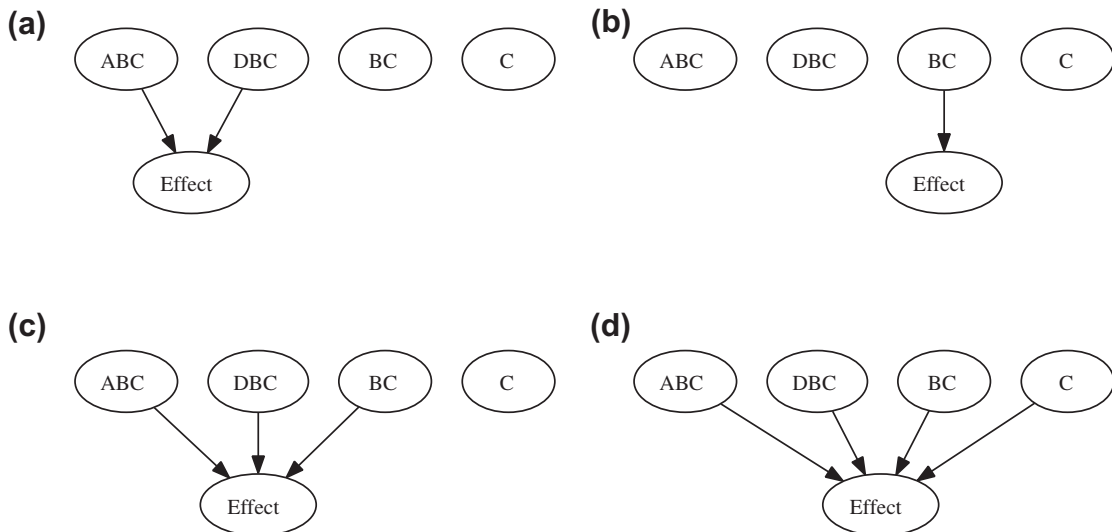 (a) ABC DBC BC C
Effect
(b) ABC DBC BC C
Effect
(c) ABC DBC BC C
Effect
(d) ABC DBC BC C
Effect